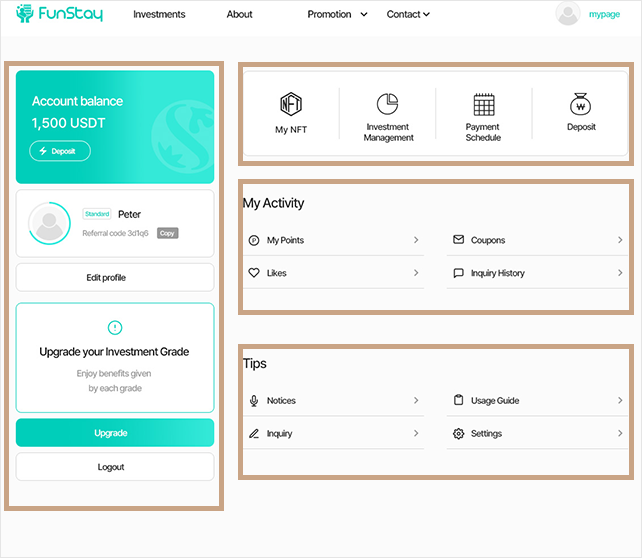 FunStay
Investments
About
Promotion
Contact
mypage
Account balance
1,500 USDT
Deposit
Standard Peter
Referral code 3d1q6 Copy
Edit profile
Upgrade your Investment Grade
Enjoy benefits given
by each grade
Upgrade
Logout
NFT
My NFT
Investment
Management
Payment
Schedule
₩
Deposit
My Activity
P My Points
Coupons
Likes
Inquiry History
Tips
Notices
Usage Guide
Inquiry
Settings